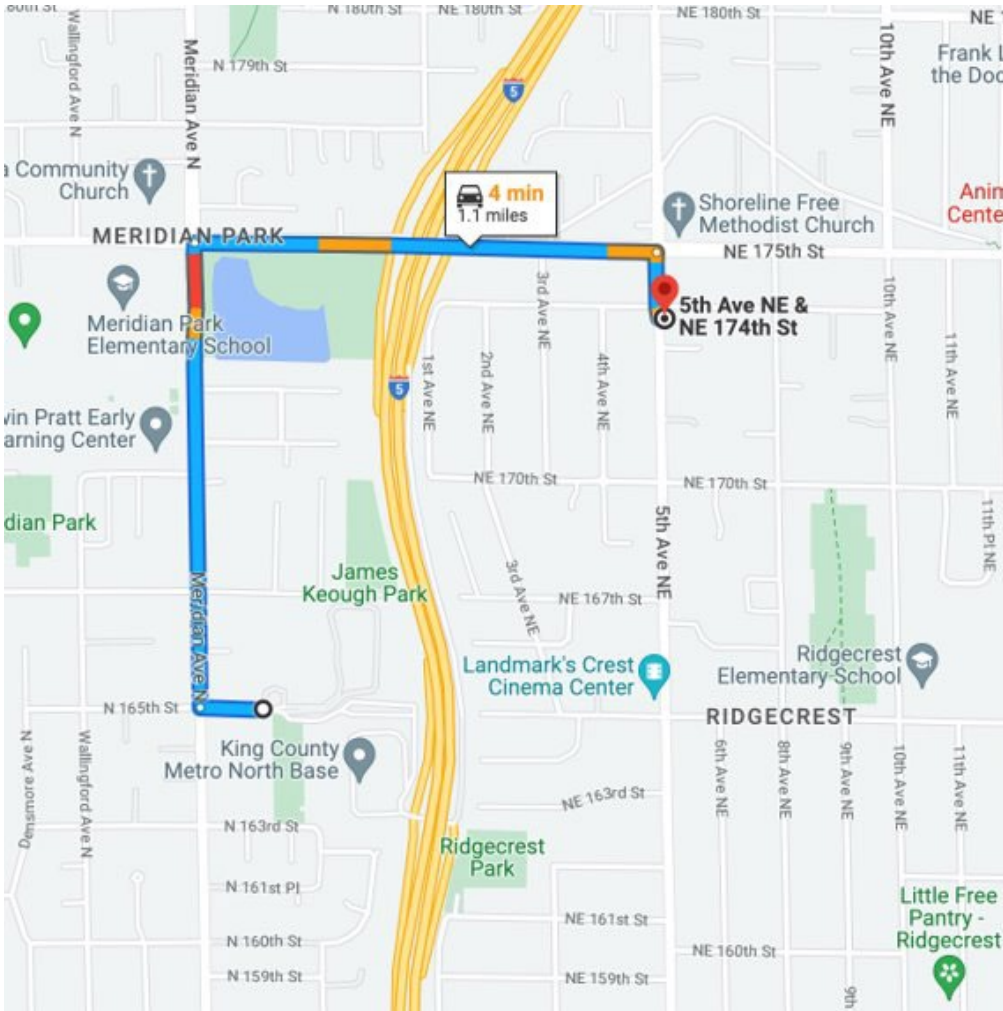 80th St
N 180th St
NE 180th St
NE 180th St
NE
Wallingford Ave N
Meridian Ave N
N 179th St
5
10th Ave NE
Frank L
the Doc
a Community
Church
4 min
1.1 miles
Shoreline Free
Methodist Church
Anim
Cente
MERIDIAN PARK
NE 175th St
3rd Ave NE
10th Ave NE
5th Ave NE &
NE 174th St
Meridian Park
Elementary School
1st Ave NE
2nd Ave NE
4th Ave NE
11th Ave NE
5
vin Pratt Early
arning Center
NE 170th St
NE 170th St
dian Park
5th Ave NE
11th Pl NE
James
Keough Park
3rd Ave NE
NE 167th St
Meridian Ave N
Landmark's Crest
Cinema Center
Ridgecrest
Elementary School
N 165th St
RIDGECREST
Densmore Ave N
Wallingford Ave N
King County
Metro North Base
6th Ave NE
8th Ave NE
9th Ave NE
10th Ave NE
11th Ave NE
NE 163rd St
N 163rd St
Ridgecrest
Park
N 161st Pl
Little Free
Pantry -
Ridgecrest
NE 161st St
N 160th St
NE 160th St
N 159th St
NE 159th St
9th